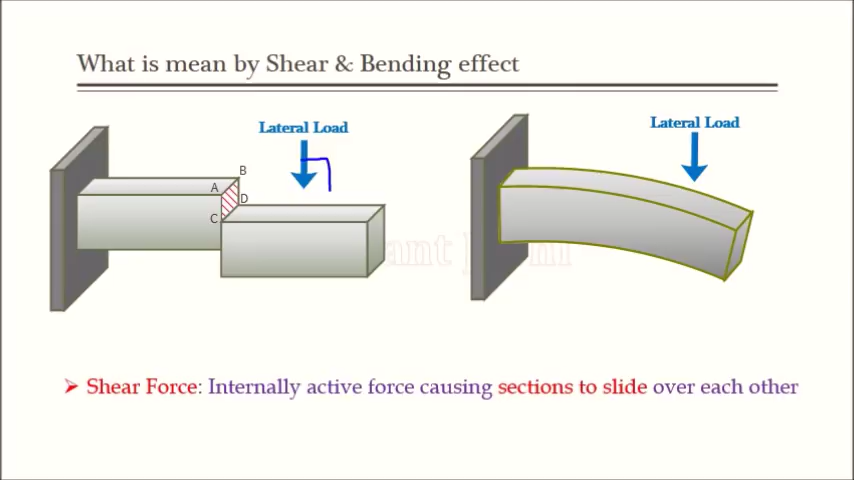 What is mean by Shear & Bending effect
Lateral Load
Lateral Load
B
A
D
C
➢ Shear Force: Internally active force causing sections to slide over each other